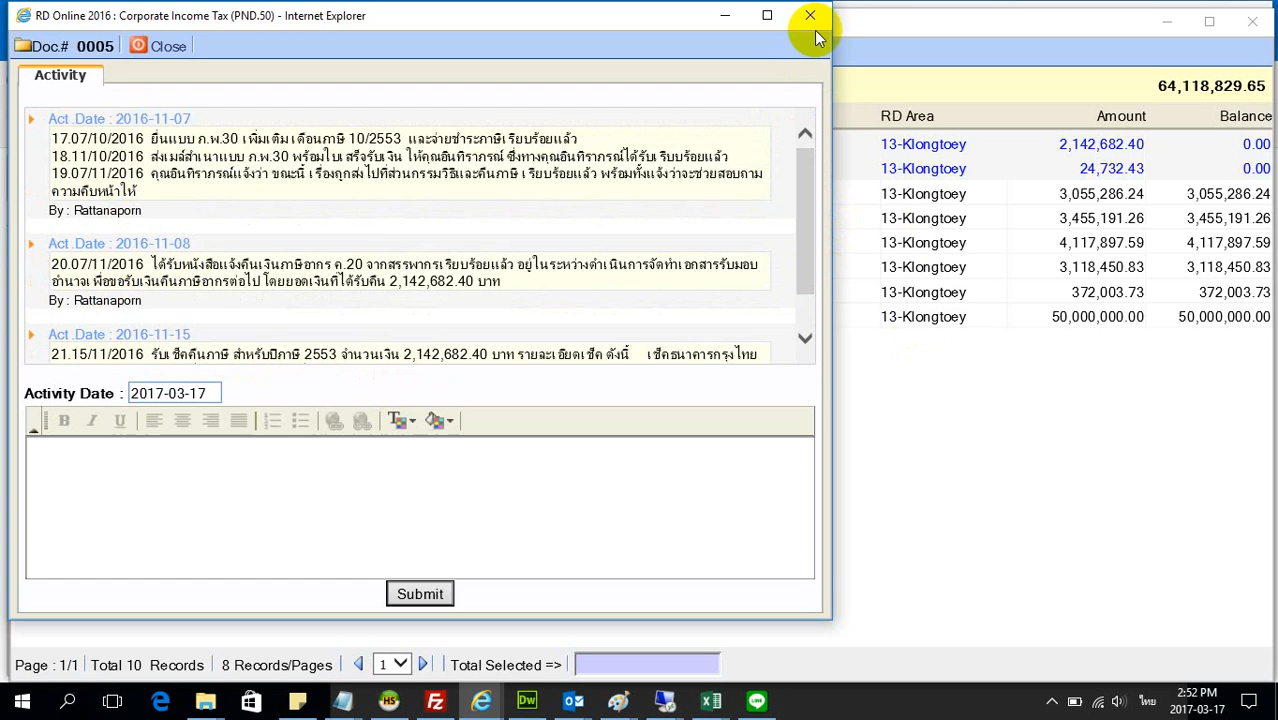 RD Online 2016 : Corporate Income Tax (PND.50) - Internet Explorer
Doc.# 0005 Close
Activity
Act .Date : 2016-11-07
17.07/10/2016 ยื่นแบบ ภ.พ.30 เพิ่มเติม เดือนภาษี 10/2553 และจ่ายชำระภาษีเรียบร้อยแล้ว
18.11/10/2016 ส่งเมล์สำเนาแบบ ภ.พ.30 พร้อมใบเสร็จรับเงิน ให้คุณอินทิราภรณ์ ซึ่งทางคุณอินทิราภรณ์ได้รับเรียบร้อยแล้ว
19.07/11/2016 คุณอินทิราภรณ์แจ้งว่า ขณะนี้ เรื่องถูกส่งไปที่ส่วนกรรมวิธีและคืนภาษี เรียบร้อยแล้ว พร้อมทั้งแจ้งว่าจะช่วยสอบถาม
ความคืบหน้าให้
By : Rattanaporn
Act .Date : 2016-11-08
20.07/11/2016 ได้รับหนังสือแจ้งคืนเงินภาษีอากร ค.20 จากสรรพากรเรียบร้อยแล้ว อยู่ในระหว่างดำเนินการจัดทำเอกสารรับมอบ
อำนาจ เพื่อขอรับเงินคืนภาษีอากรต่อไป โดยยอดเงินที่ได้รับคืน 2,142,682.40 บาท
By : Rattanaporn
Act .Date : 2016-11-15
21.15/11/2016 รับเช็คคืนภาษี สำหรับปีภาษี 2553 จำนวนเงิน 2,142,682.40 บาท รายละเอียดเช็ค ดังนี้ เช็คธนาคารกรุงไทย
Activity Date : 2017-03-17
B I U
Submit
64,118,829.65
RD Area Amount Balance
13-Klongtoey 2,142,682.40 0.00
13-Klongtoey 24,732.43 0.00
13-Klongtoey 3,055,286.24 3,055,286.24
13-Klongtoey 3,455,191.26 3,455,191.26
13-Klongtoey 4,117,897.59 4,117,897.59
13-Klongtoey 3,118,450.83 3,118,450.83
13-Klongtoey 372,003.73 372,003.73
13-Klongtoey 50,000,000.00 50,000,000.00
Page : 1/1 Total 10 Records 8 Records/Pages 1 Total Selected =>
ไทย
2:52 PM
2017-03-17